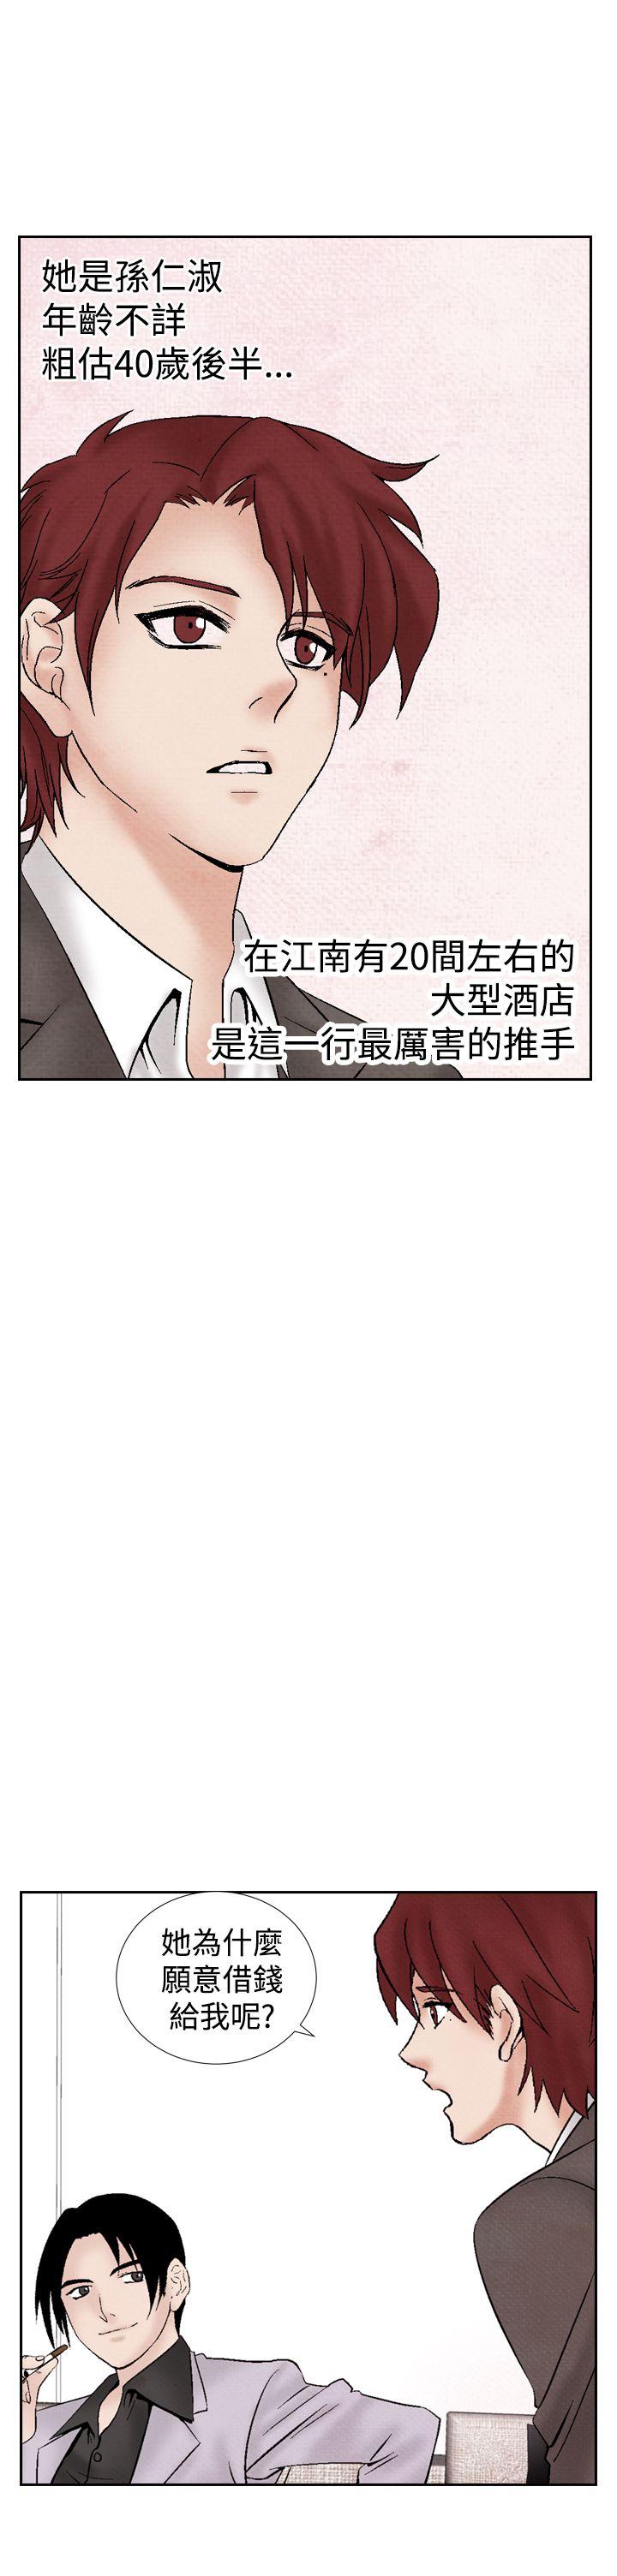 她是孫仁淑
年齡不詳
粗估40歲後半...
在江南有20間左右的
大型酒店
是這一行最厲害的推手
她為什麼
願意借錢
給我呢?